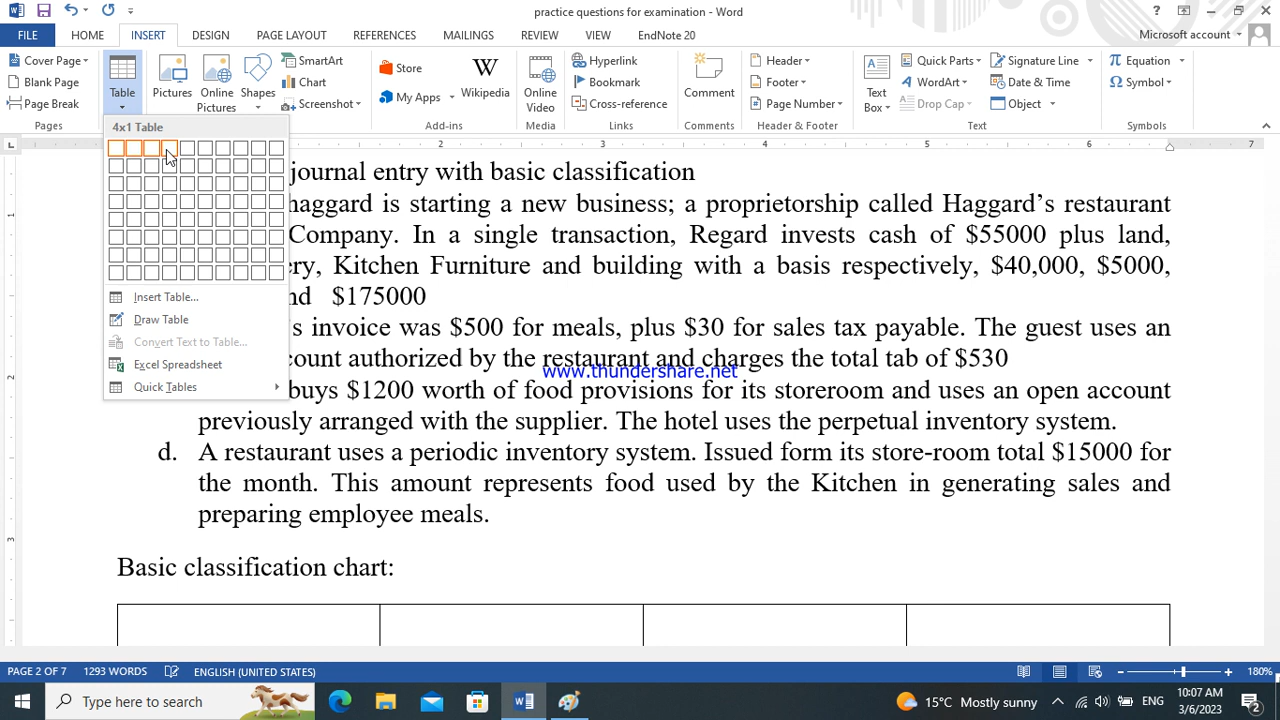 practice questions for examination - Word
FILE HOME INSERT DESIGN PAGE LAYOUT REFERENCES MAILINGS REVIEW VIEW EndNote 20 Microsoft account
Cover Page
Blank Page
Page Break
Pages
Table
Pictures
Online Pictures
Shapes
SmartArt
Chart
Screenshot
Store
My Apps
Wikipedia
Add-ins
Online Video
Media
Hyperlink
Bookmark
Cross-reference
Links
Comment
Comments
Header
Footer
Page Number
Header & Footer
Text Box
Quick Parts
WordArt
Drop Cap
Signature Line
Date & Time
Object
Text
Equation
Symbol
Symbols
4x1 Table
Insert Table...
Draw Table
Convert Text to Table...
Excel Spreadsheet
Quick Tables
2 3 4 5 6 7
1
2
3
journal entry with basic classification
haggard is starting a new business; a proprietorship called Haggard's restaurant
Company. In a single transaction, Regard invests cash of $55000 plus land,
ery, Kitchen Furniture and building with a basis respectively, $40,000, $5000,
nd $175000
's invoice was $500 for meals, plus $30 for sales tax payable. The guest uses an
count authorized by the restaurant and charges the total tab of $530
www.thundershare.net
buys $1200 worth of food provisions for its storeroom and uses an open account
previously arranged with the supplier. The hotel uses the perpetual inventory system.
d. A restaurant uses a periodic inventory system. Issued form its store-room total $15000 for
the month. This amount represents food used by the Kitchen in generating sales and
preparing employee meals.
Basic classification chart:
PAGE 2 OF 7 1293 WORDS ENGLISH (UNITED STATES) 180%
Type here to search
15°C Mostly sunny
ENG
10:07 AM
3/6/2023
2